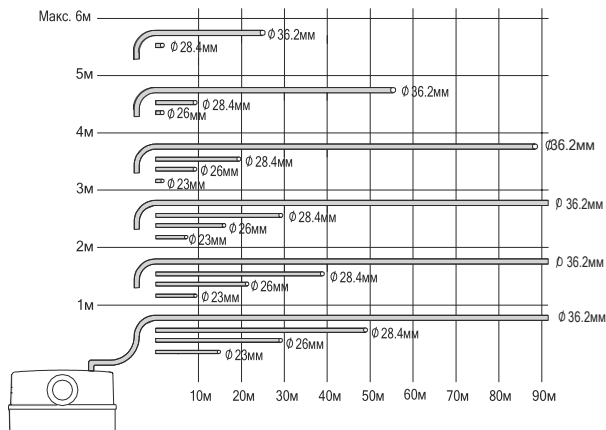 Макс. 6м
ϕ 36.2мм
ϕ 28.4мм
5м
ϕ 36.2мм
ϕ 28.4мм
ϕ 26мм
4м
ϕ36.2мм
ϕ 28.4мм
ϕ 26мм
ϕ 23мм
3м
ϕ 36.2мм
ϕ 28.4мм
ϕ 26мм
ϕ 23мм
2м
ϕ 36.2мм
ϕ 28.4мм
ϕ 26мм
ϕ 23мм
1м
ϕ 36.2мм
ϕ 28.4мм
ϕ 26мм
ϕ 23мм
10м 20м 30м 40м 50м 60м 70м 80м 90м